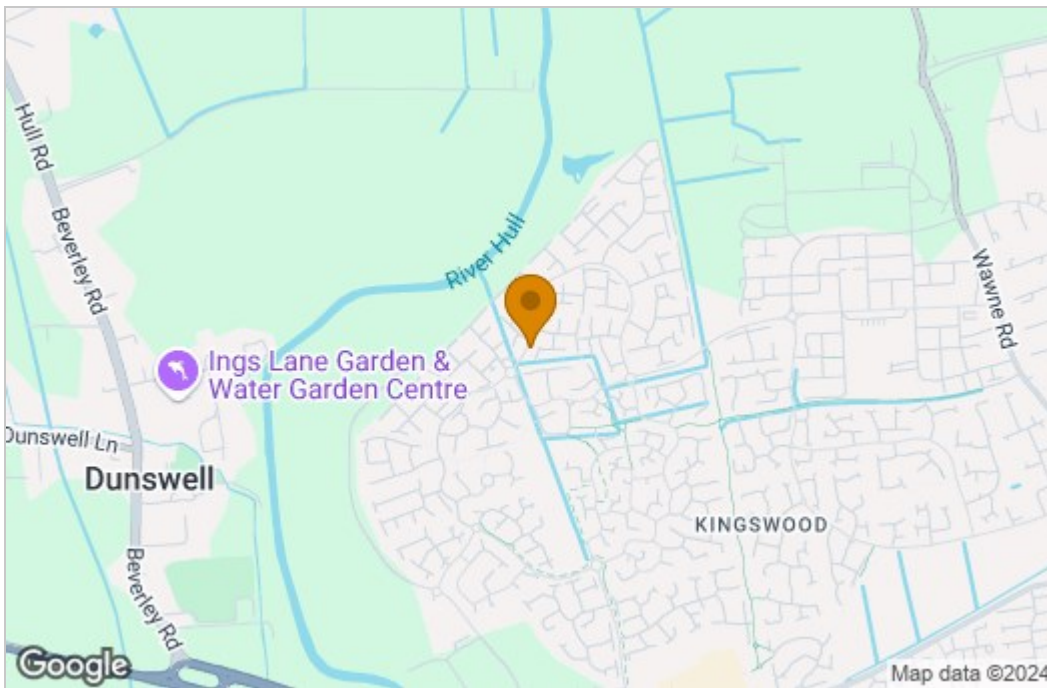 Hull Rd
Beverley Rd
River Hull
Wawne Rd
Ings Lane Garden &
Water Garden Centre
Dunswell Ln
Dunswell
KINGSWOOD
Beverley Rd
Google
Map data ©2024